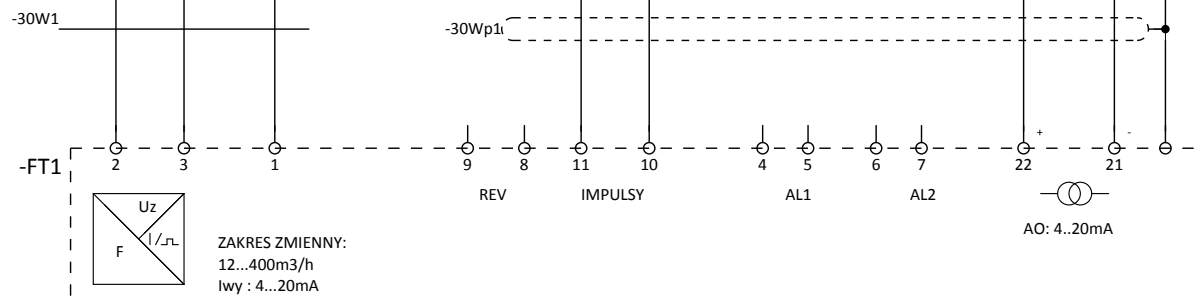 -30W1
-30Wp1
+
-
-FT1
2 3 1 9 8 11 10 4 5 6 7 22 21
REV IMPULSY AL1 AL2
Uz
F
I/
AO: 4..20mA
ZAKRES ZMIENNY:
12...400m3/h
Iwy : 4...20mA